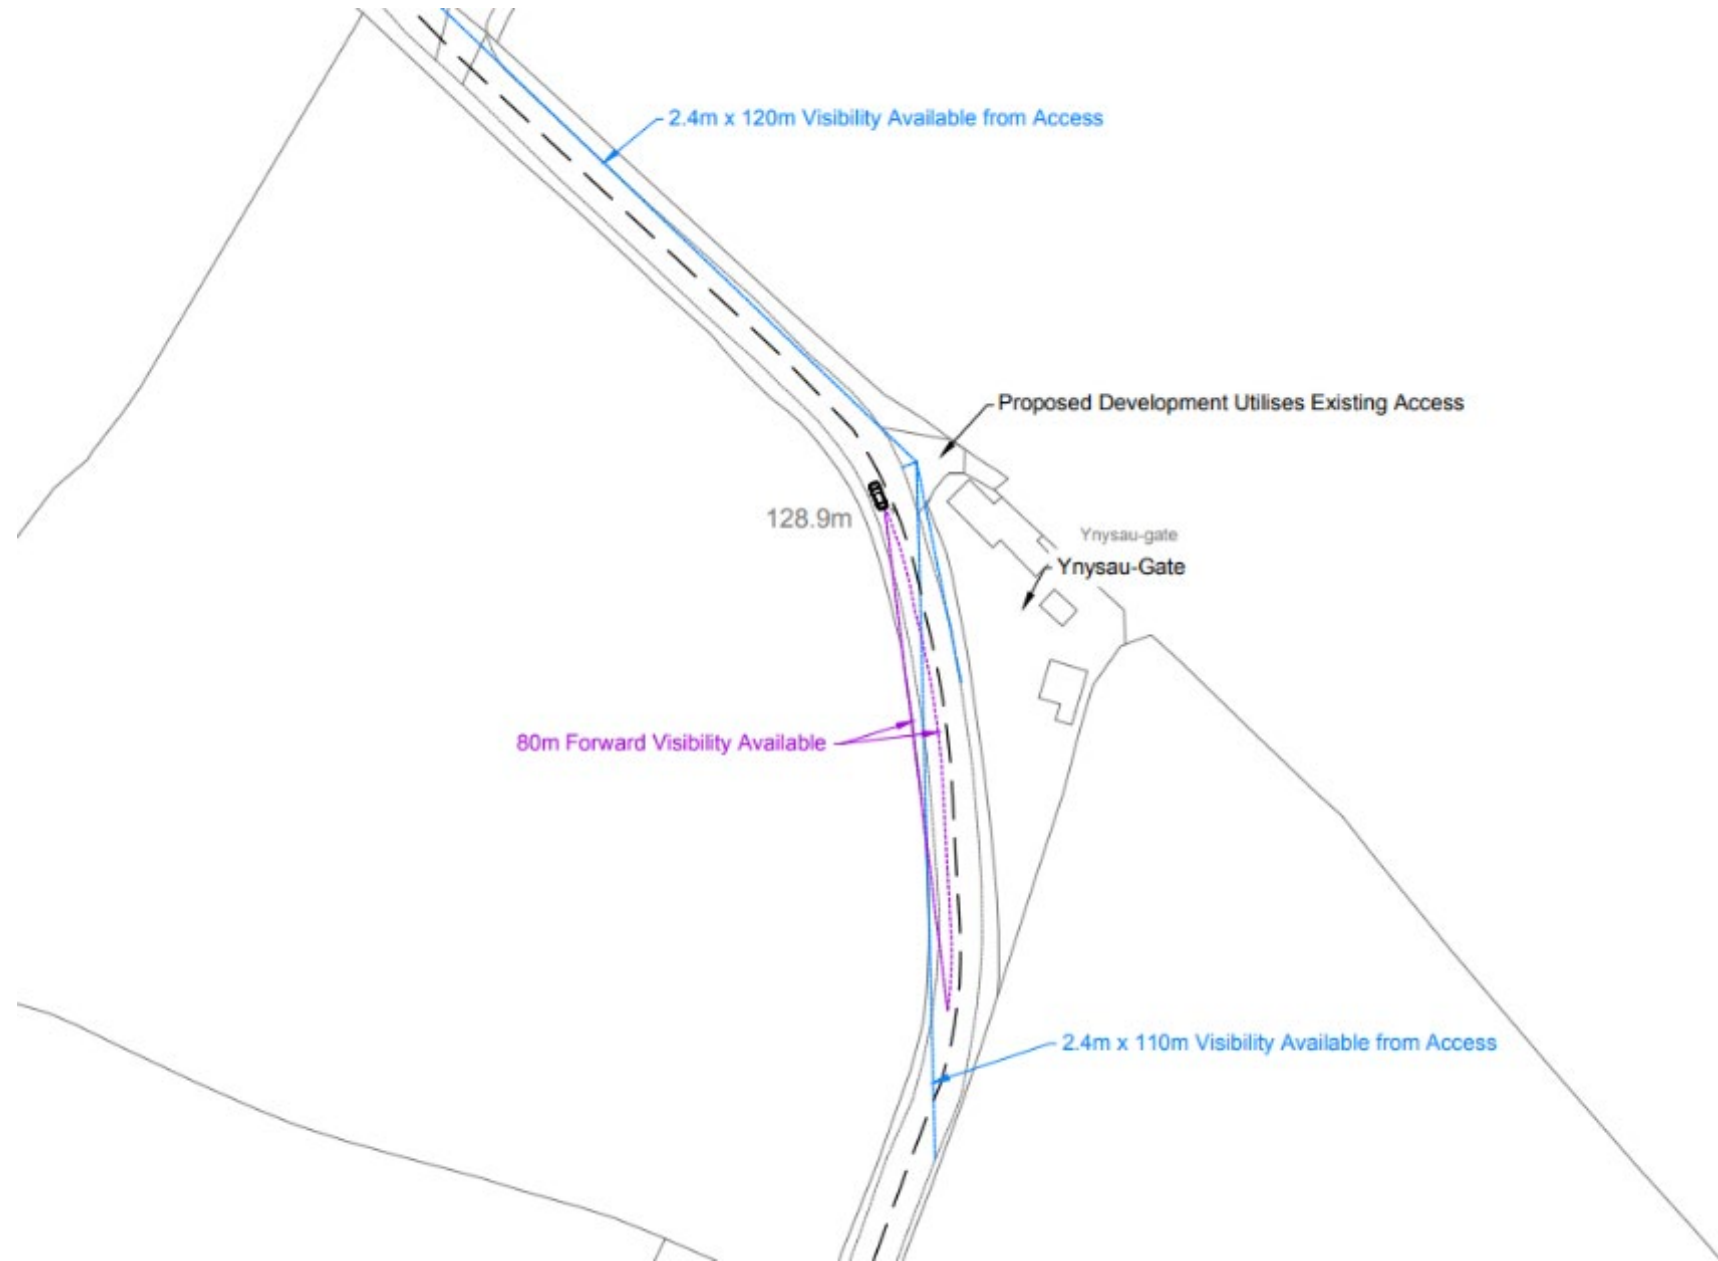 2.4m x 120m Visibility Available from Access
Proposed Development Utilises Existing Access
128.9m
Ynysau-gate
Ynysau-Gate
80m Forward Visibility Available
2.4m x 110m Visibility Available from Access